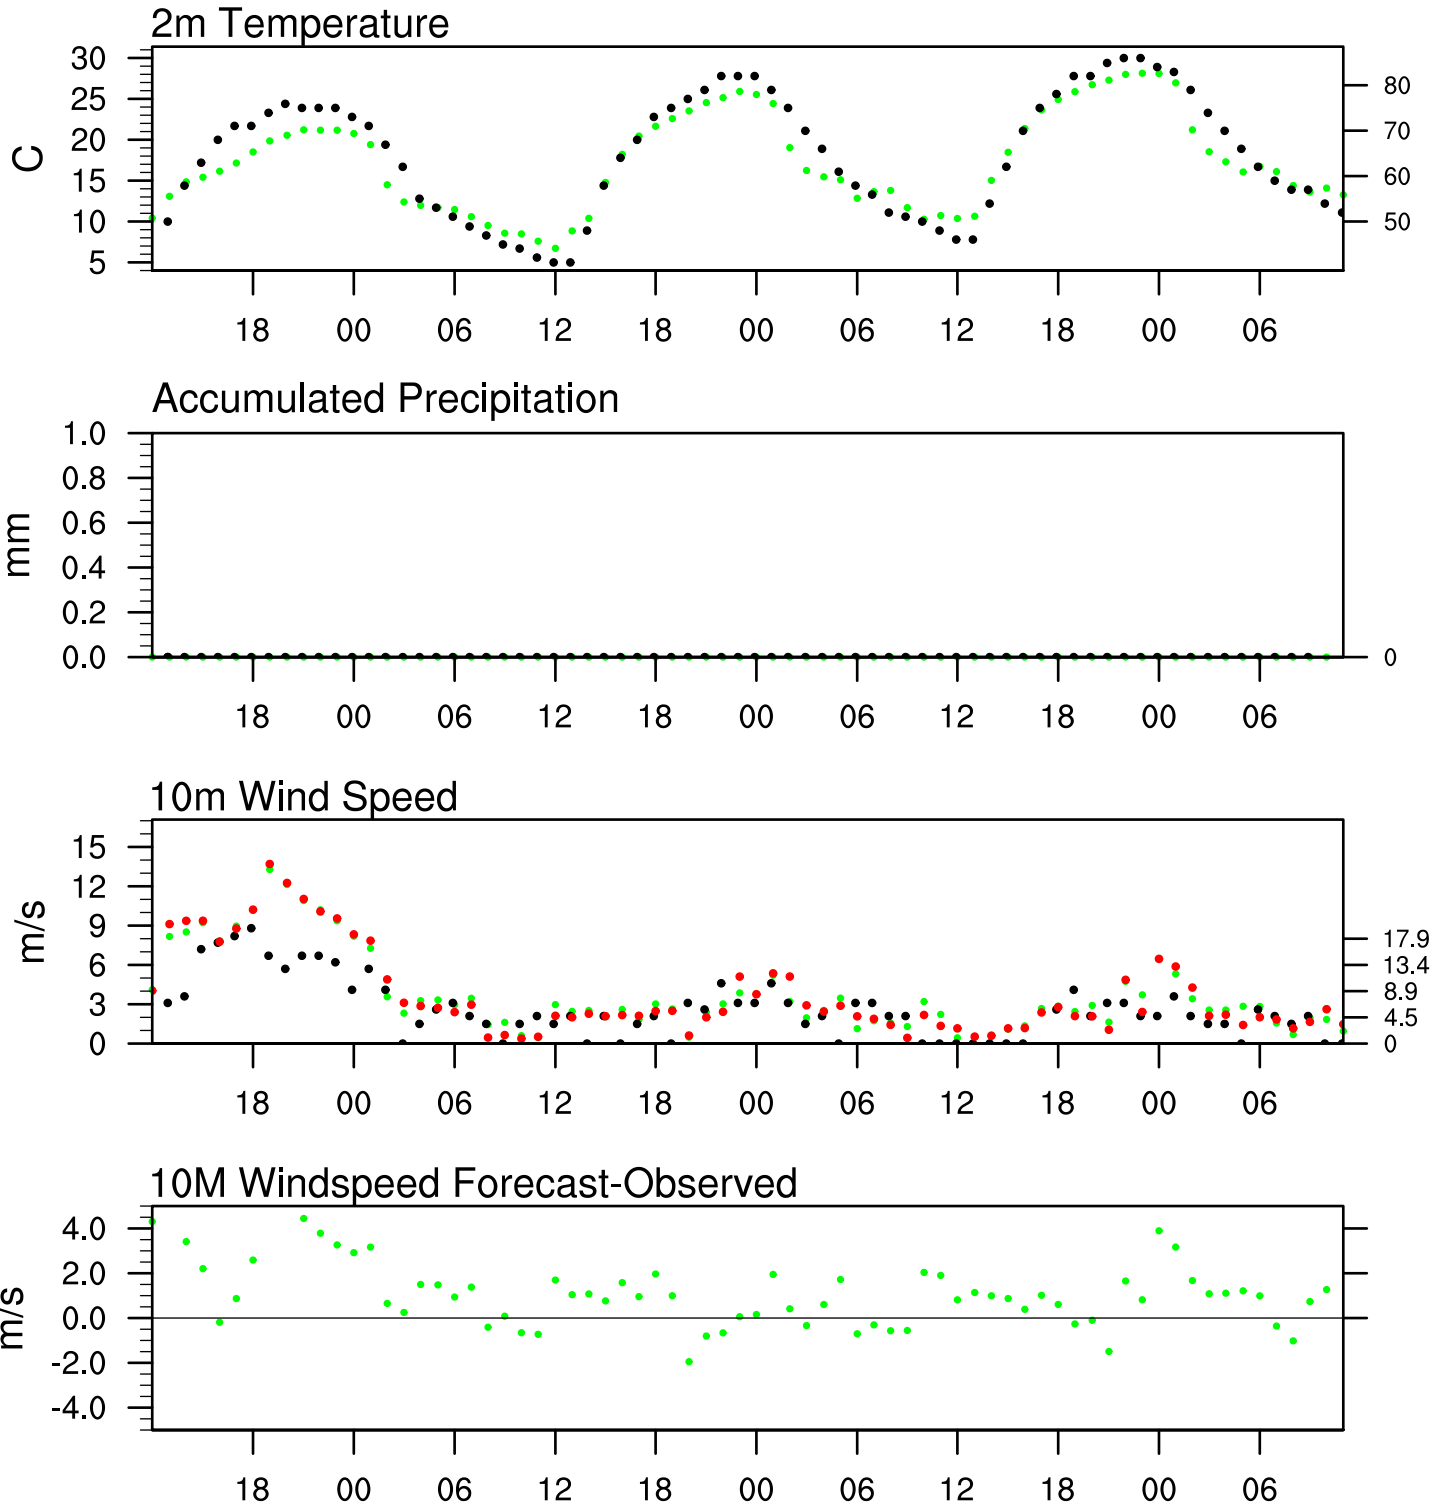 2m Temperature
30
25
20
15
10
5
C
80
70
60
50
18 00 06 12 18 00 06 12 18 00 06
Accumulated Precipitation
1.0
0.8
0.6
0.4
0.2
0.0
mm
0
18 00 06 12 18 00 06 12 18 00 06
10m Wind Speed
15
12
9
6
3
0
m/s
17.9
13.4
8.9
4.5
0
18 00 06 12 18 00 06 12 18 00 06
10M Windspeed Forecast-Observed
4.0
2.0
0.0
-2.0
-4.0
m/s
18 00 06 12 18 00 06 12 18 00 06